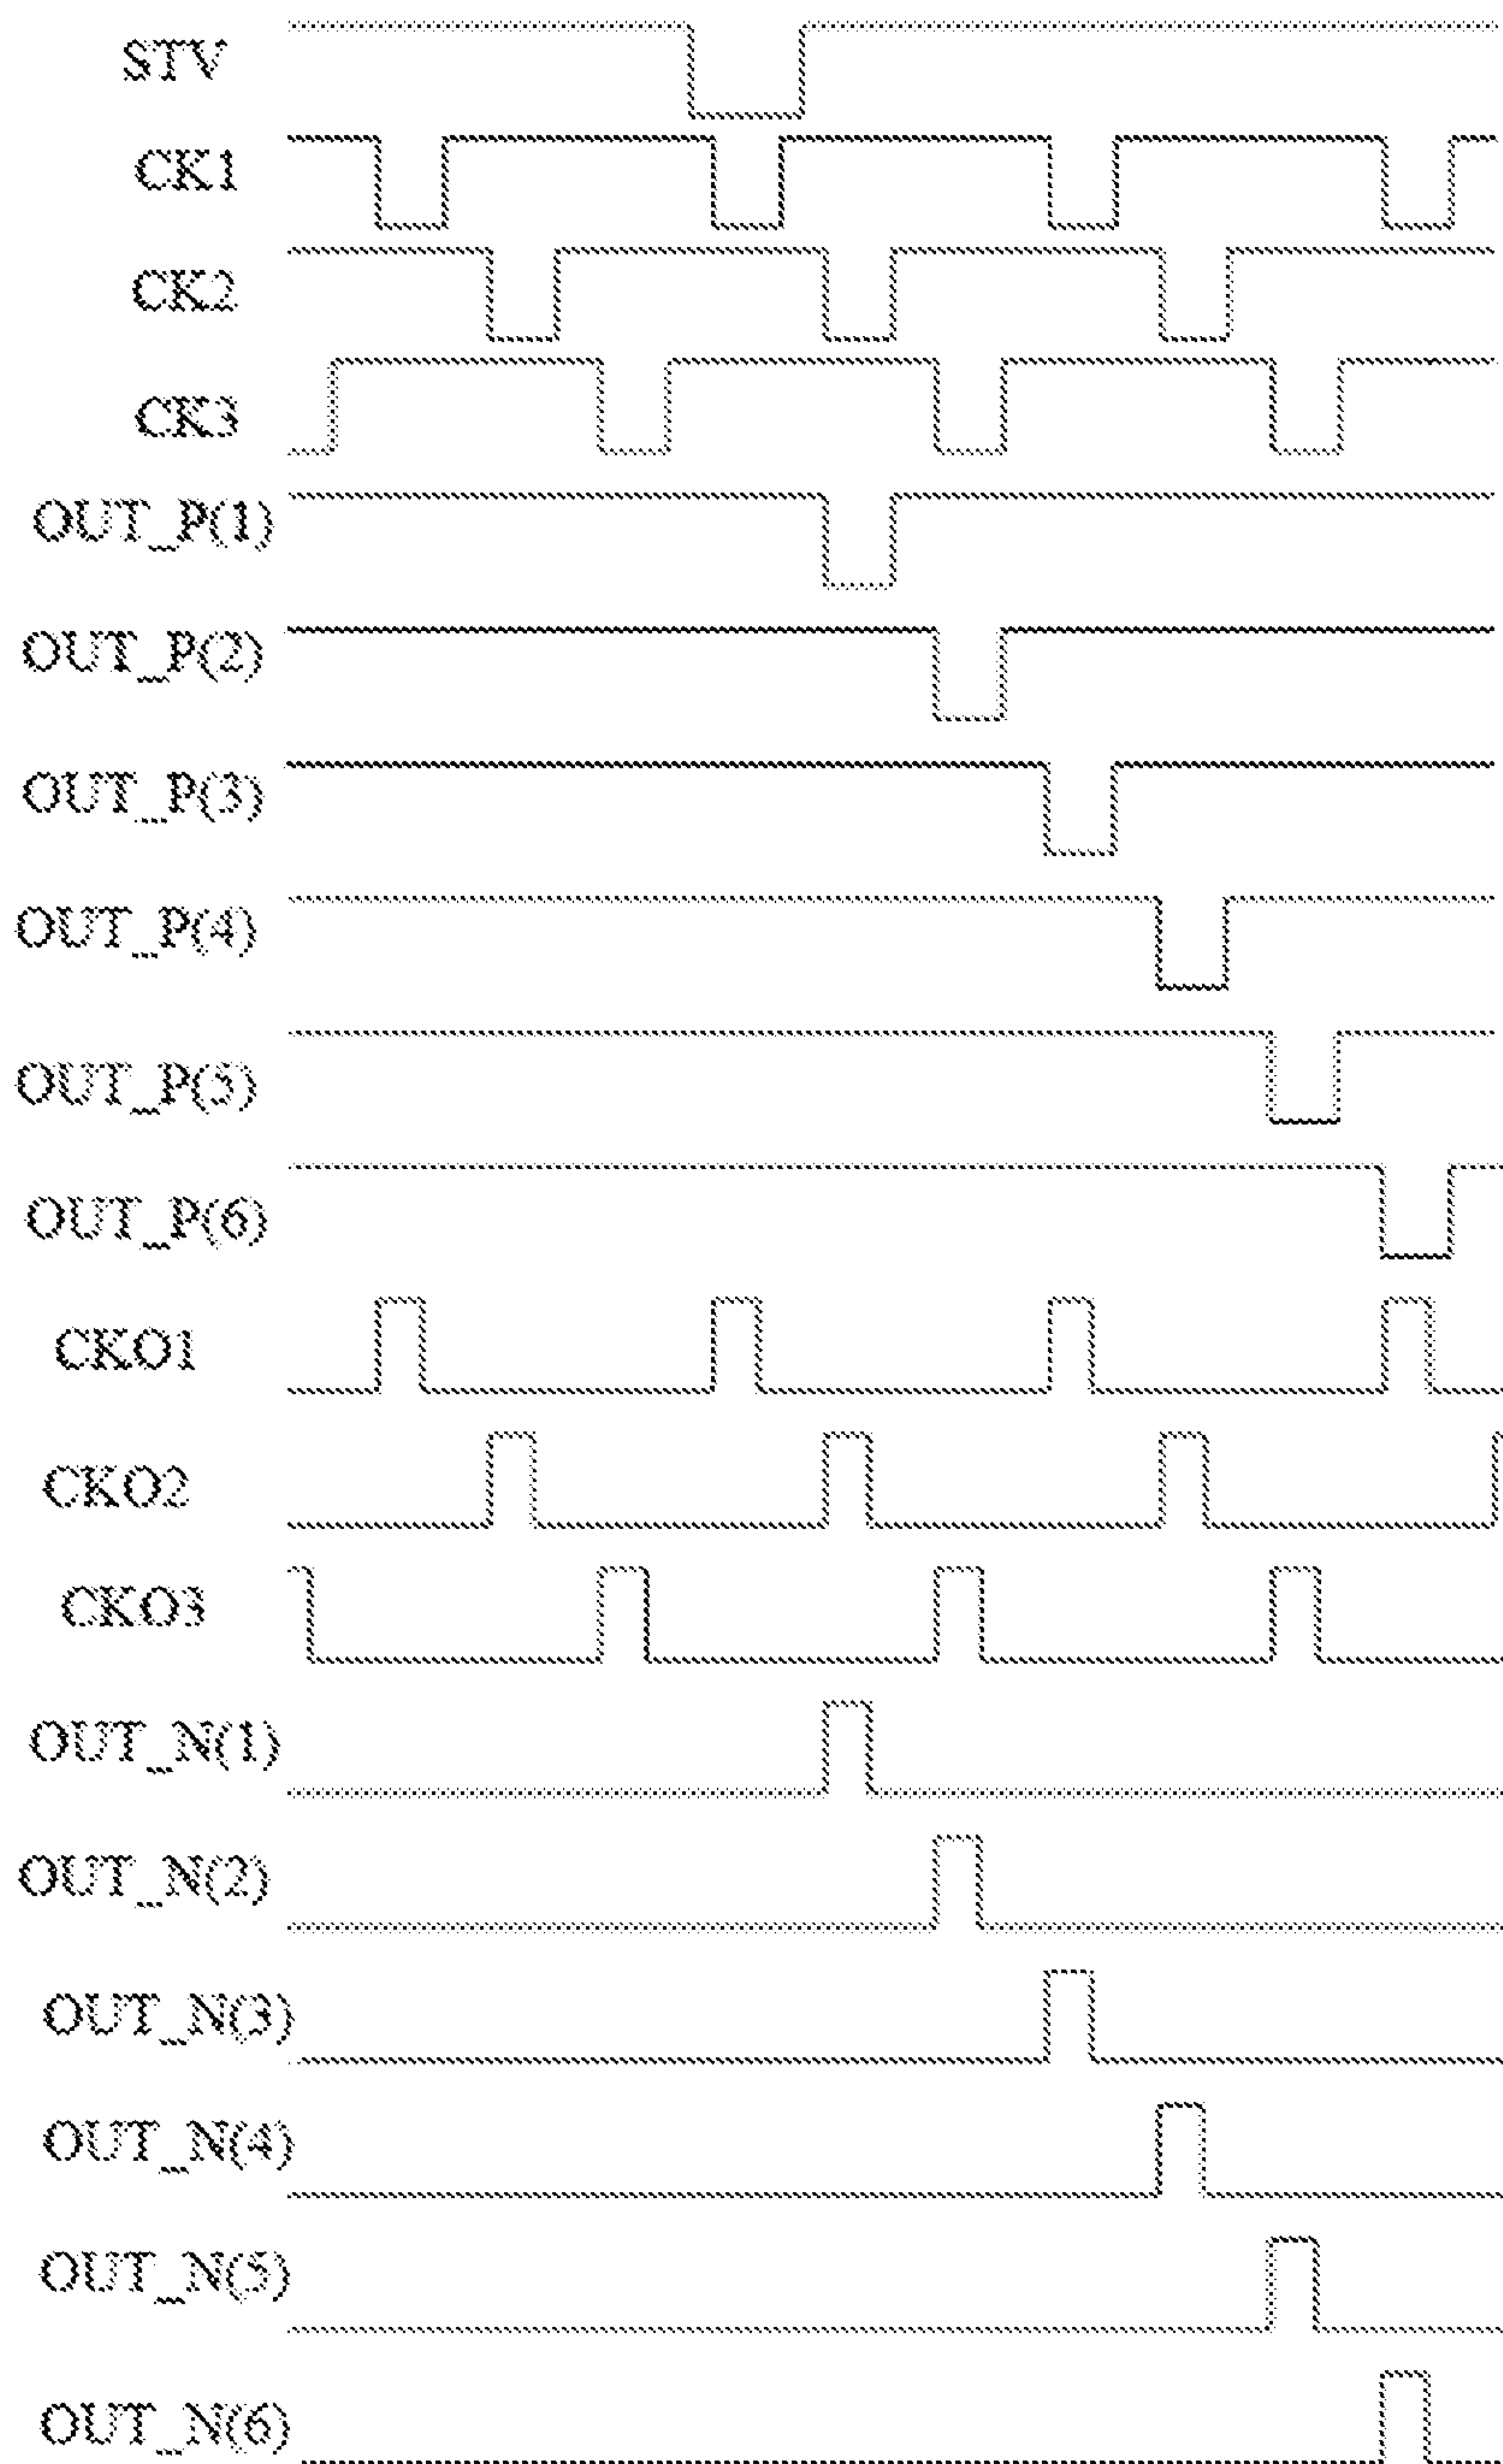 STV
CK1
CK2
CK3
OUT_P(1)
OUT_P(2)
OUT_P(3)
OUT_P(4)
OUT_P(5)
OUT_P(6)
CKO1
CKO2
CKO3
OUT_N(1)
OUT_N(2)
OUT_N(3)
OUT_N(4)
OUT_N(5)
OUT_N(6)